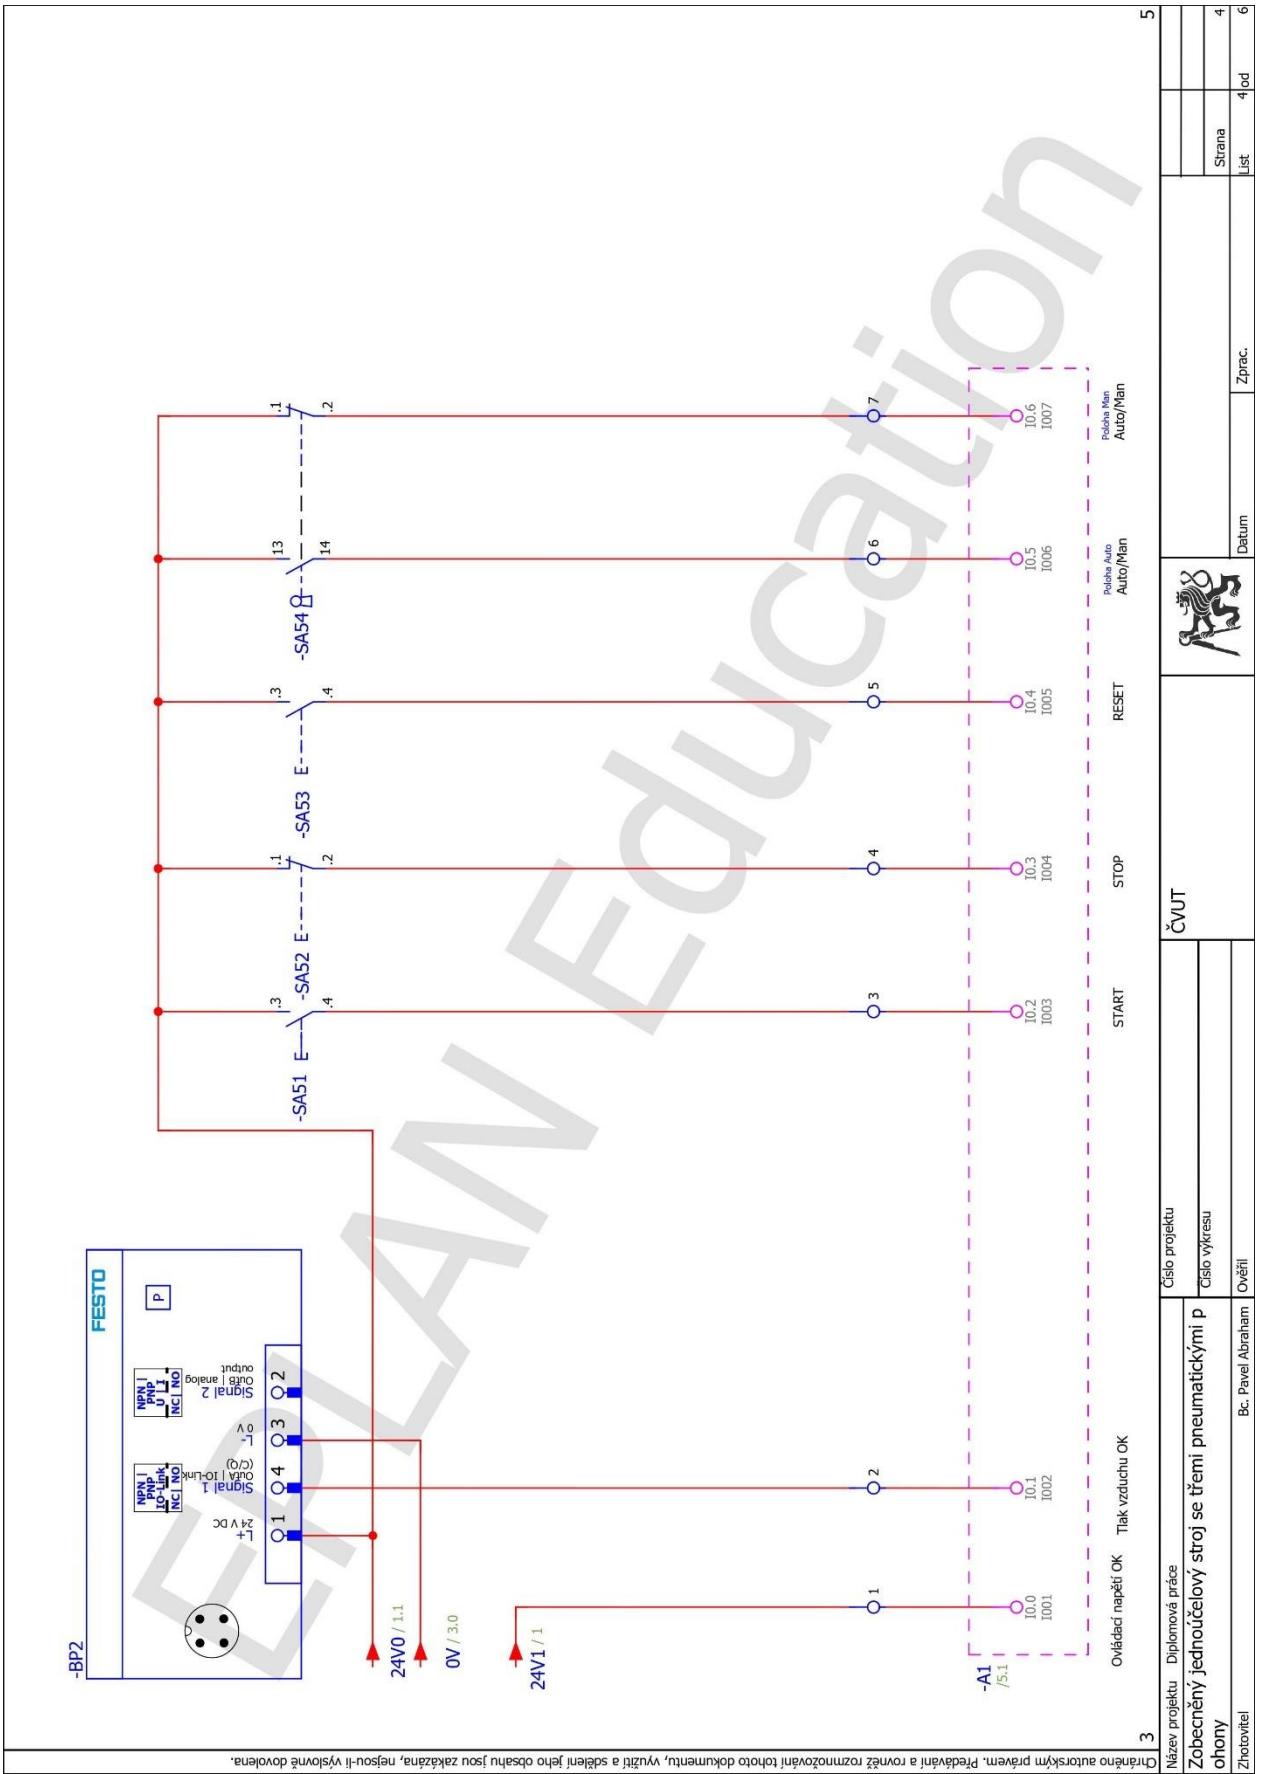 -BP2
FESTO
P
NPN |
PNP
IO-Link
NC| NO
NPN |
PNP
U | I
NC| NO
L+
24 V DC
Signal 1
OutA | IO-Link
(C/Q)
L-
0 V
Signal 2
OutB | analog
output
1
4
3
2
24V0 / 1.1
0V / 3.0
24V1 / 1
-SA51
.3
.4
-SA52
.1
.2
-SA53
.3
.4
-SA54
13
14
.1
.2
1
2
3
4
5
6
7
-A1
/5.1
I0.0
I001
I0.1
I002
I0.2
I003
I0.3
I004
I0.4
I005
I0.5
I006
I0.6
I007
Ovládací napětí OK
Tlak vzduchu OK
START
STOP
RESET
Poloha Auto
Auto/Man
Poloha Man
Auto/Man
EPLAN Education
3
5
Chráněno autorským právem. Předávání a rovněž rozmnožování tohoto dokumentu, využití a sdělení jeho obsahu jsou zakázána, nejsou-li výslovně dovolena.
Název projektu Diplomová práce
Zobecněný jednoúčelový stroj se třemi pneumatickými p
ohony
Zhotovitel Bc. Pavel Abraham
Číslo projektu
Číslo výkresu
Ověřil
ČVUT
Datum
Zprac.
Strana 4
List 4 od 6